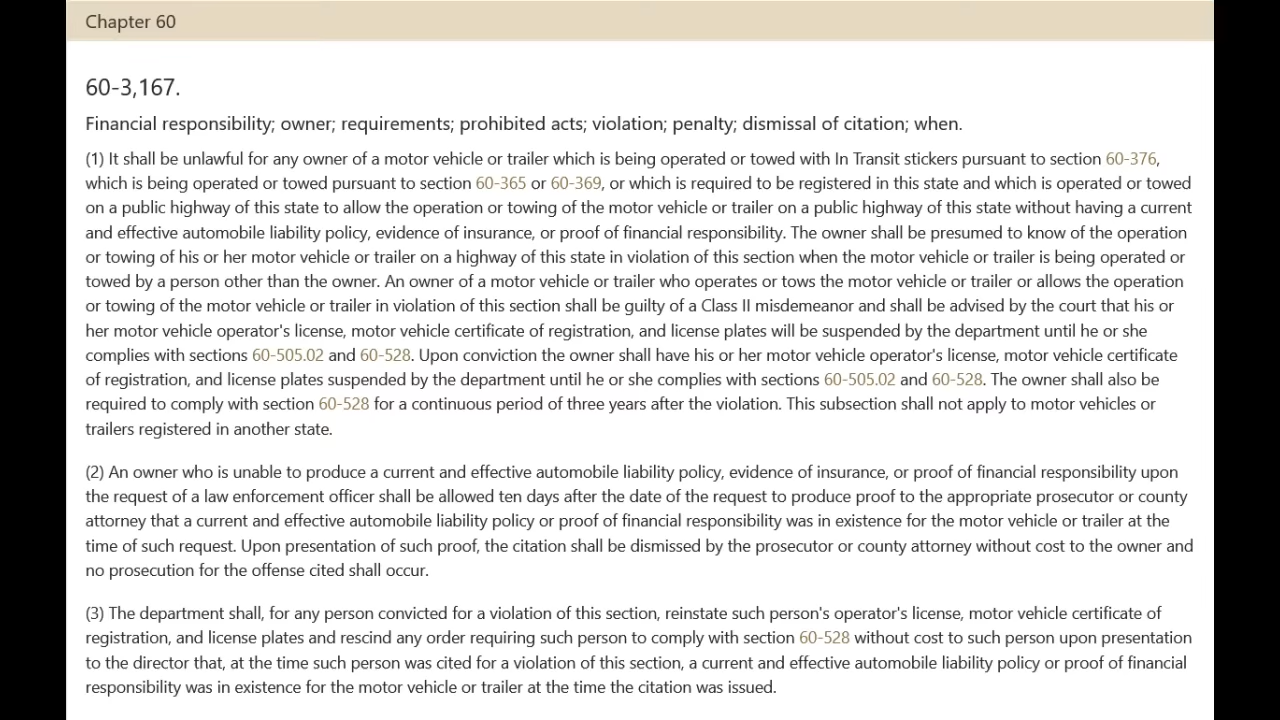 Chapter 60
60-3,167.
Financial responsibility; owner; requirements; prohibited acts; violation; penalty; dismissal of citation; when.
(1) It shall be unlawful for any owner of a motor vehicle or trailer which is being operated or towed with In Transit stickers pursuant to section 60-376,
which is being operated or towed pursuant to section 60-365 or 60-369, or which is required to be registered in this state and which is operated or towed
on a public highway of this state to allow the operation or towing of the motor vehicle or trailer on a public highway of this state without having a current
and effective automobile liability policy, evidence of insurance, or proof of financial responsibility. The owner shall be presumed to know of the operation
or towing of his or her motor vehicle or trailer on a highway of this state in violation of this section when the motor vehicle or trailer is being operated or
towed by a person other than the owner. An owner of a motor vehicle or trailer who operates or tows the motor vehicle or trailer or allows the operation
or towing of the motor vehicle or trailer in violation of this section shall be guilty of a Class II misdemeanor and shall be advised by the court that his or
her motor vehicle operator's license, motor vehicle certificate of registration, and license plates will be suspended by the department until he or she
complies with sections 60-505.02 and 60-528. Upon conviction the owner shall have his or her motor vehicle operator's license, motor vehicle certificate
of registration, and license plates suspended by the department until he or she complies with sections 60-505.02 and 60-528. The owner shall also be
required to comply with section 60-528 for a continuous period of three years after the violation. This subsection shall not apply to motor vehicles or
trailers registered in another state.
(2) An owner who is unable to produce a current and effective automobile liability policy, evidence of insurance, or proof of financial responsibility upon
the request of a law enforcement officer shall be allowed ten days after the date of the request to produce proof to the appropriate prosecutor or county
attorney that a current and effective automobile liability policy or proof of financial responsibility was in existence for the motor vehicle or trailer at the
time of such request. Upon presentation of such proof, the citation shall be dismissed by the prosecutor or county attorney without cost to the owner and
no prosecution for the offense cited shall occur.
(3) The department shall, for any person convicted for a violation of this section, reinstate such person's operator's license, motor vehicle certificate of
registration, and license plates and rescind any order requiring such person to comply with section 60-528 without cost to such person upon presentation
to the director that, at the time such person was cited for a violation of this section, a current and effective automobile liability policy or proof of financial
responsibility was in existence for the motor vehicle or trailer at the time the citation was issued.